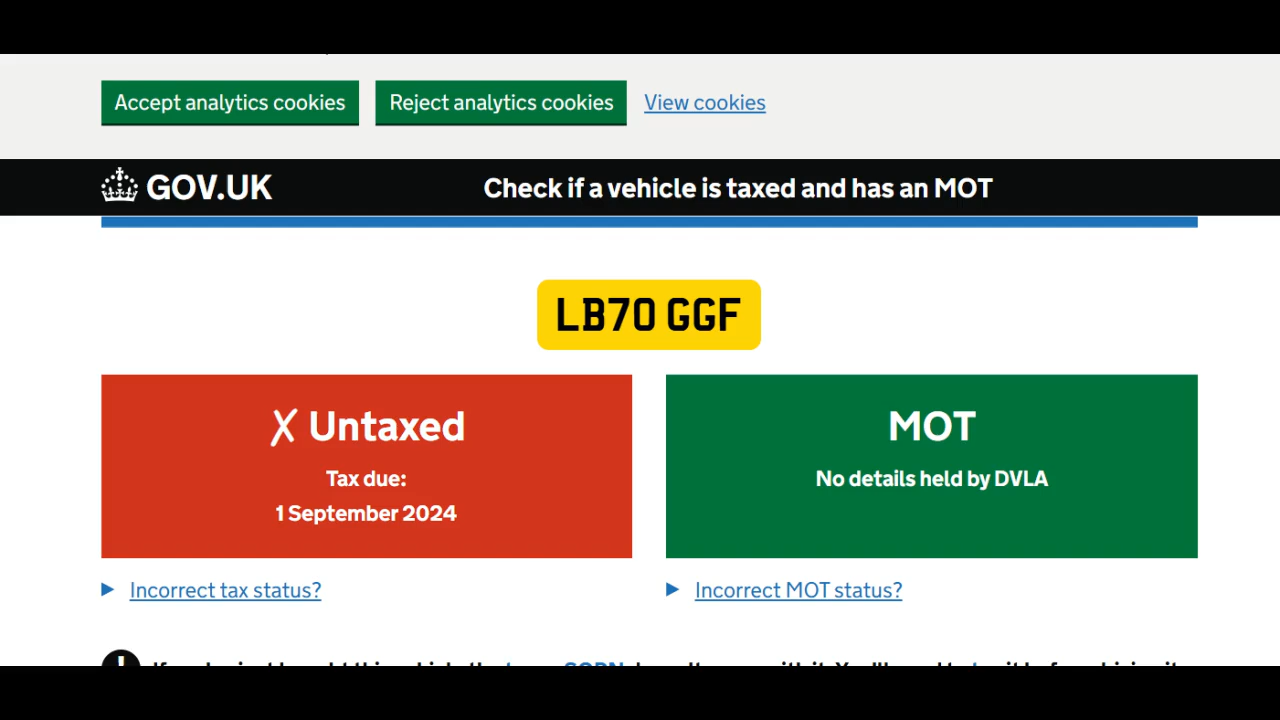 Accept analytics cookies Reject analytics cookies View cookies
GOV.UK Check if a vehicle is taxed and has an MOT
LB70 GGF
✗ Untaxed
Tax due:
1 September 2024
MOT
No details held by DVLA
Incorrect tax status?
Incorrect MOT status?